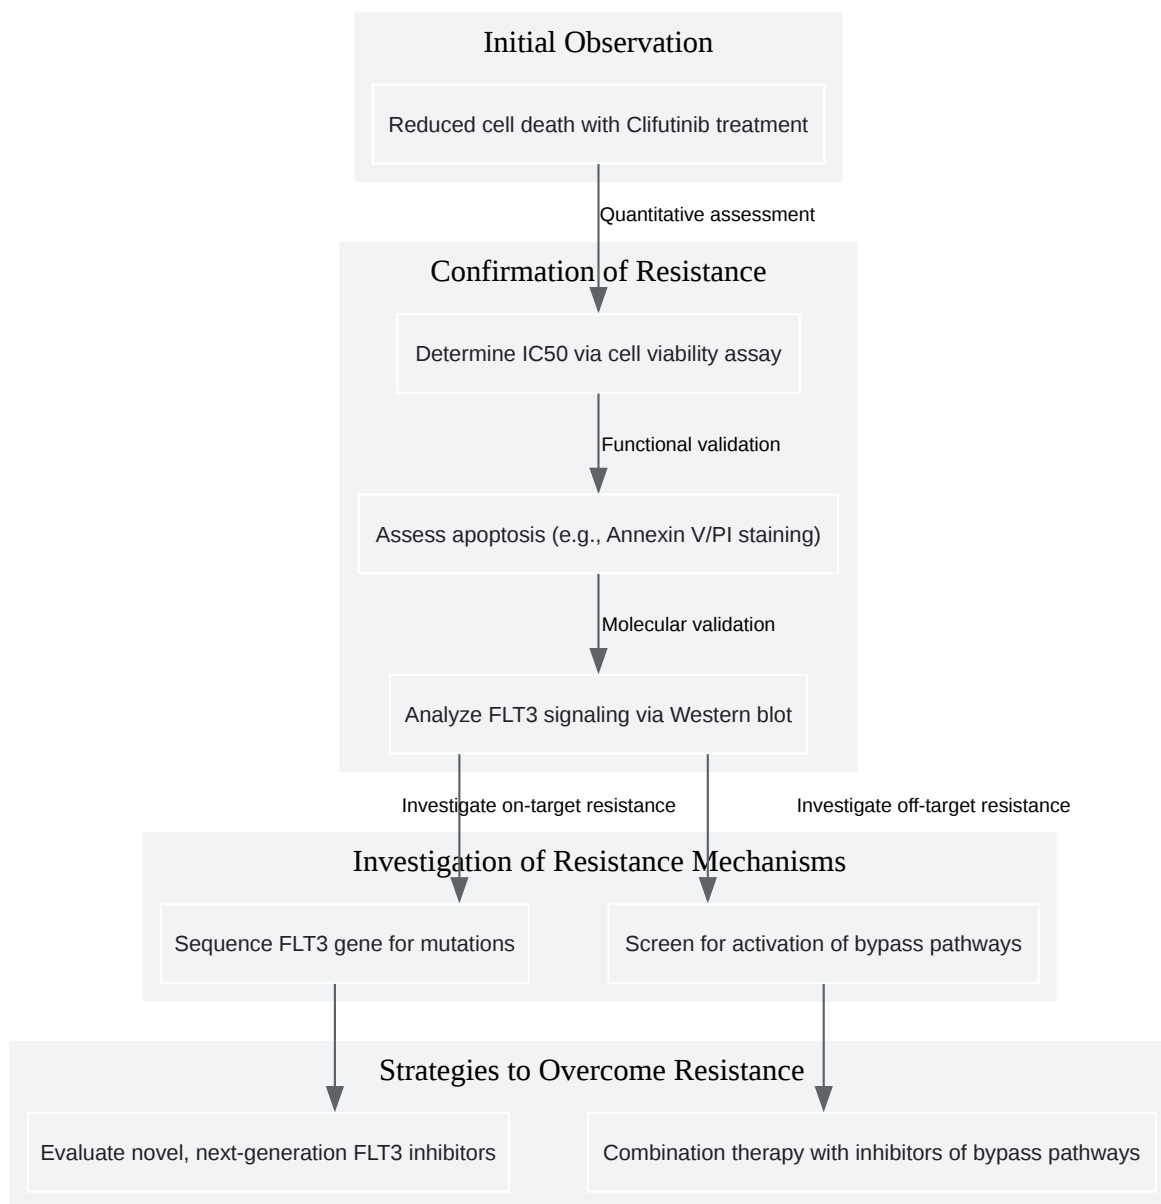 Initial Observation
Reduced cell death with Clifutinib treatment
Quantitative assessment
Confirmation of Resistance
Determine IC50 via cell viability assay
Functional validation
Assess apoptosis (e.g., Annexin V/PI staining)
Molecular validation
Analyze FLT3 signaling via Western blot
Investigate on-target resistance
Investigate off-target resistance
Investigation of Resistance Mechanisms
Sequence FLT3 gene for mutations
Screen for activation of bypass pathways
Strategies to Overcome Resistance
Evaluate novel, next-generation FLT3 inhibitors
Combination therapy with inhibitors of bypass pathways